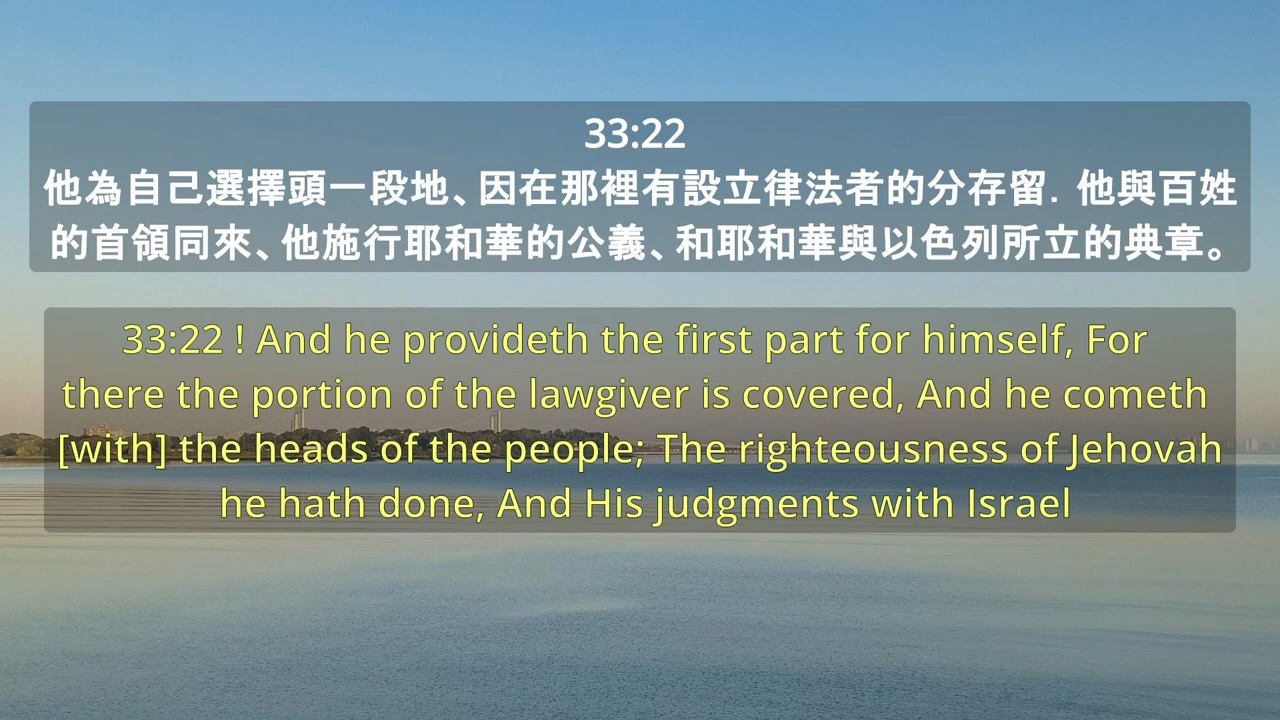 33:22
他為自己選擇頭一段地、因在那裡有設立律法者的分存留．他與百姓
的首領同來、他施行耶和華的公義、和耶和華與以色列所立的典章。
33:22 ! And he provideth the first part for himself, For
there the portion of the lawgiver is covered, And he cometh
[with] the heads of the people; The righteousness of Jehovah
he hath done, And His judgments with Israel